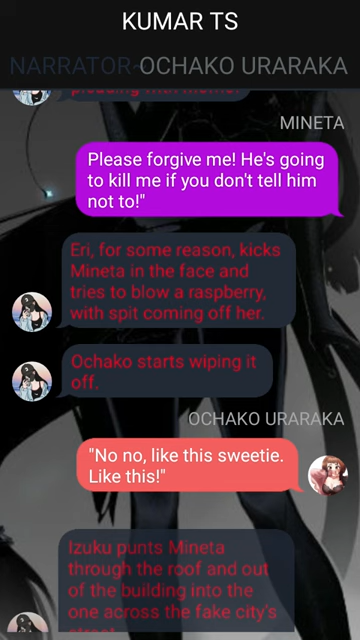 KUMAR TS
NARRATOR
OCHAKO URARAKA
MINETA
Please forgive me! He's going
to kill me if you don't tell him
not to!"
Eri, for some reason, kicks
Mineta in the face and
tries to blow a raspberry,
with spit coming off her.
Ochako starts wiping it
off.
OCHAKO URARAKA
"No no, like this sweetie.
Like this!"
Izuku punts Mineta
through the roof and out
of the building into the
one across the fake city's